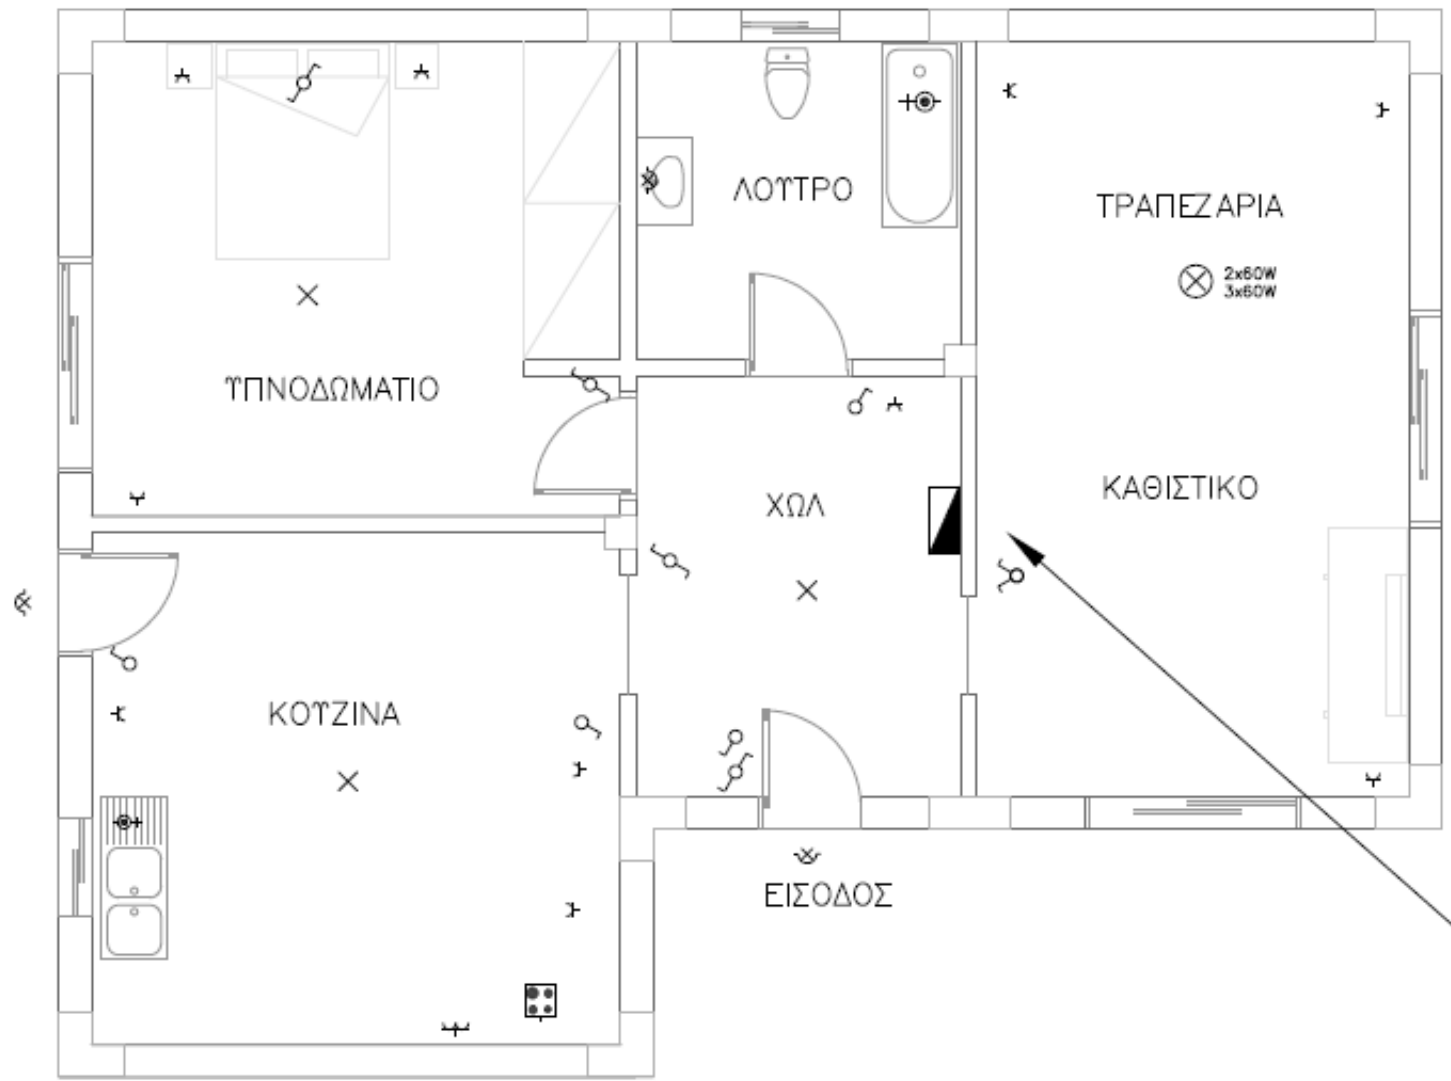 ΛΟΥΤΡΟ
ΤΡΑΠΕΖΑΡΙΑ
2x60W
3x60W
ΥΠΝΟΔΩΜΑΤΙΟ
ΚΑΘΙΣΤΙΚΟ
ΧΩΛ
ΚΟΥΖΙΝΑ
ΕΙΣΟΔΟΣ